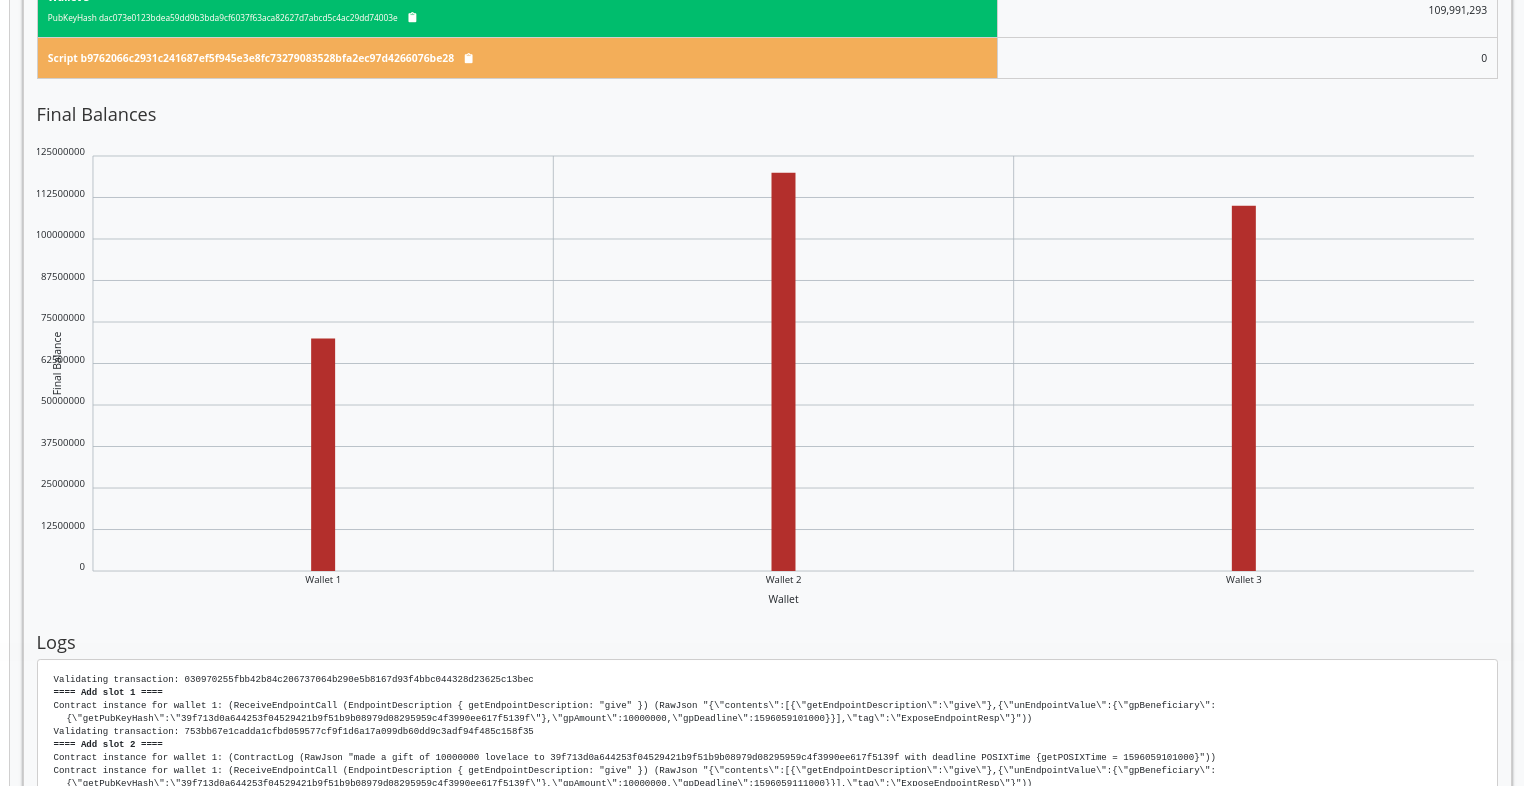 PubKeyHash dac073e0123bdea59dd9b3bda9cf6037f63aca82627d7abcd5c4ac29dd74003e
109,991,293
Script b9762066c2931c241687ef5f945e3e8fc73279083528bfa2ec97d4266076be28
0
Final Balances
125000000
112500000
100000000
87500000
75000000
62500000
50000000
37500000
25000000
12500000
0
Final Balance
Wallet 1
Wallet 2
Wallet 3
Wallet
Logs
Validating transaction: 030970255fbb42b84c206737064b290e5b8167d93f4bbc044328d23625c13bec
==== Add slot 1 ====
Contract instance for wallet 1: (ReceiveEndpointCall (EndpointDescription { getEndpointDescription: "give" }) (RawJson "{\"contents\":[{\"getEndpointDescription\":\"give\"},{\"unEndpointValue\":{\"gpBeneficiary\":
{\"getPubKeyHash\":\"39f713d0a644253f04529421b9f51b9b08979d08295959c4f3990ee617f5139f\"},\"gpAmount\":10000000,\"gpDeadline\":1596059101000}}],\"tag\":\"ExposeEndpointResp\"}"))
Validating transaction: 753bb67e1cadda1cfbd059577cf9f1d6a17a099db60dd9c3adf94f485c158f35
==== Add slot 2 ====
Contract instance for wallet 1: (ContractLog (RawJson "made a gift of 10000000 lovelace to 39f713d0a644253f04529421b9f51b9b08979d08295959c4f3990ee617f5139f with deadline POSIXTime {getPOSIXTime = 1596059101000}"))
Contract instance for wallet 1: (ReceiveEndpointCall (EndpointDescription { getEndpointDescription: "give" }) (RawJson "{\"contents\":[{\"getEndpointDescription\":\"give\"},{\"unEndpointValue\":{\"gpBeneficiary\":
{\"getPubKeyHash\":\"39f713d0a644253f04529421b9f51b9b08979d08295959c4f3990ee617f5139f\"},\"gpAmount\":10000000,\"gpDeadline\":1596059111000}}],\"tag\":\"ExposeEndpointResp\"}"))